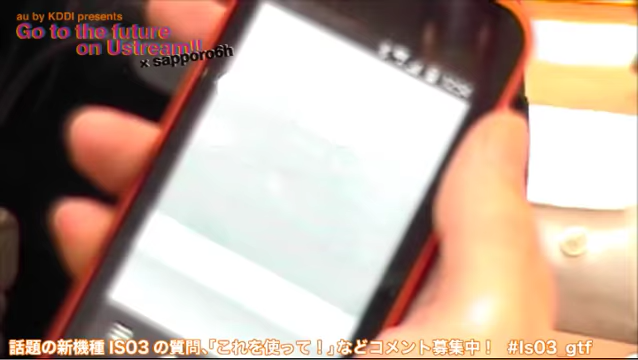 au by KDDI presents
Go to the future
on Ustream!!
× sapporo6h
話題の新機種 IS03 の質問、「これを使って！」などコメント募集中！ #Is03_gtf